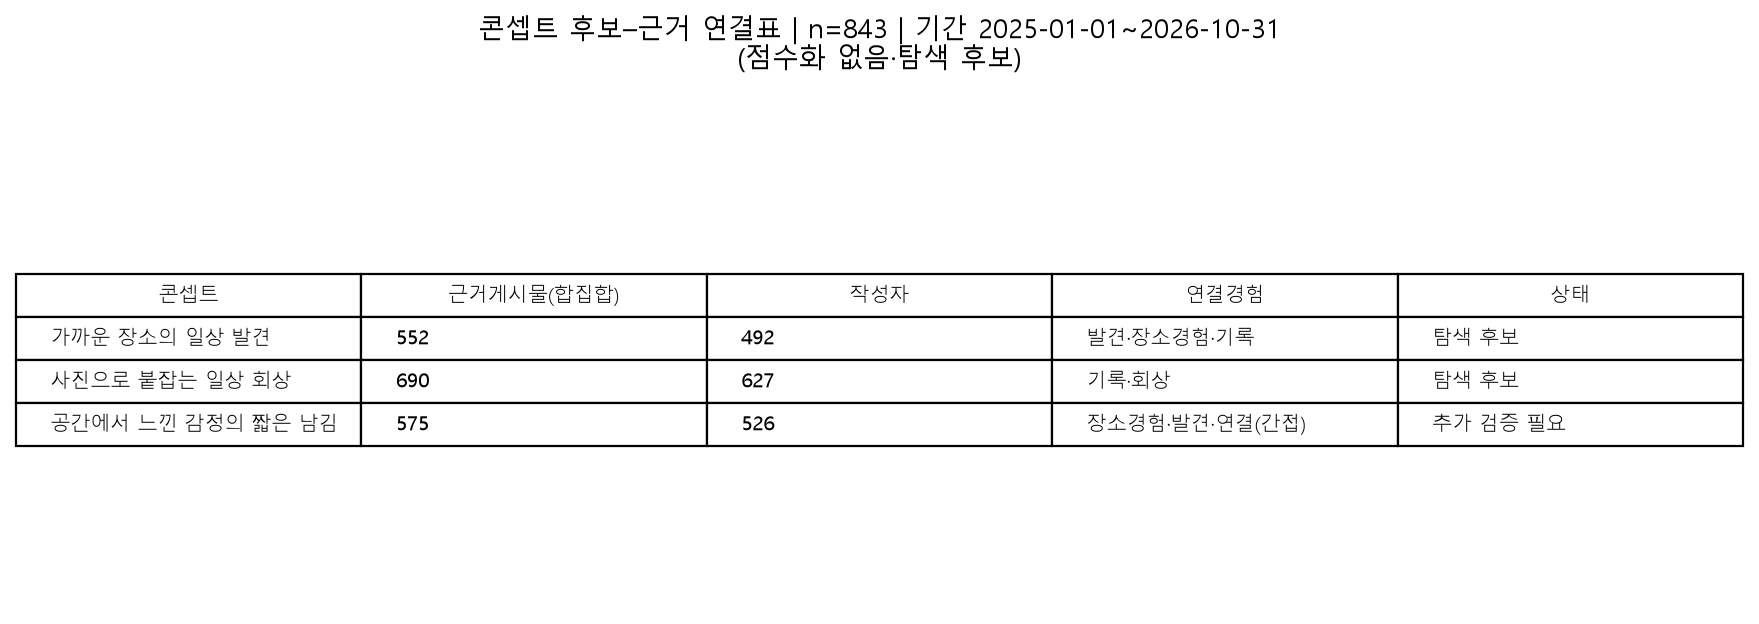 콘셉트 후보–근거 연결표 | n=843 | 기간 2025-01-01~2026-10-31
(점수화 없음·탐색 후보)
콘셉트 근거게시물(합집합) 작성자 연결경험 상태
가까운 장소의 일상 발견 552 492 발견·장소경험·기록 탐색 후보
사진으로 붙잡는 일상 회상 690 627 기록·회상 탐색 후보
공간에서 느낀 감정의 짧은 남김 575 526 장소경험·발견·연결(간접) 추가 검증 필요